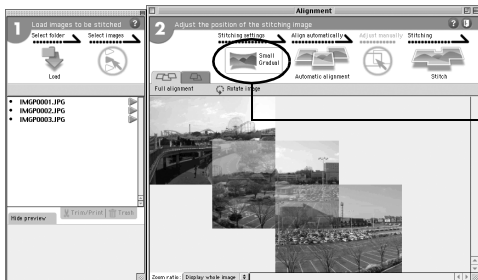 1 Load images to be stitched ?
Select folder Select images
Load
IMGP0001.JPG
IMGP0002.JPG
IMGP0003.JPG
Hide preview Trim/Print Trash
Alignment
2 Adjust the position of the stitching image ?
Stitching settings Align automatically Adjust manually Stitching
Small
Gradual
Automatic alignment Stitch
Full alignment Rotate image
Zoom ratio: Display whole image